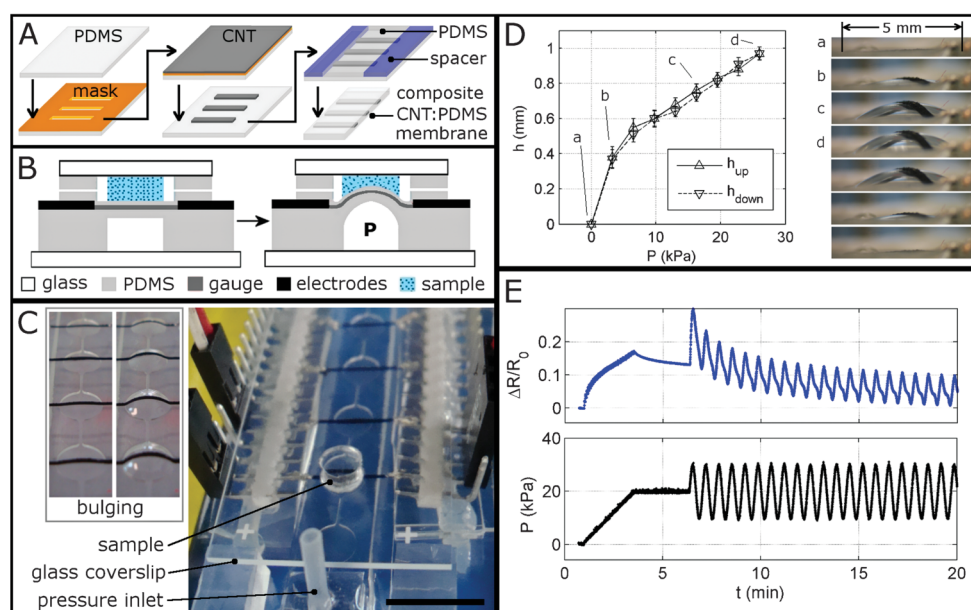 A
PDMS
CNT
PDMS
spacer
mask
composite
CNT:PDMS
membrane
B
P
glass PDMS gauge electrodes sample
C
bulging
sample
glass coverslip
pressure inlet
D
h (mm)
1
0.8
0.6
0.4
0.2
0
a
b
c
d
h_up
h_down
0 10 20 30
P (kPa)
5 mm
a
b
c
d
E
ΔR/R₀
0.2
0.1
0
P (kPa)
40
20
0
0 5 10 15 20
t (min)